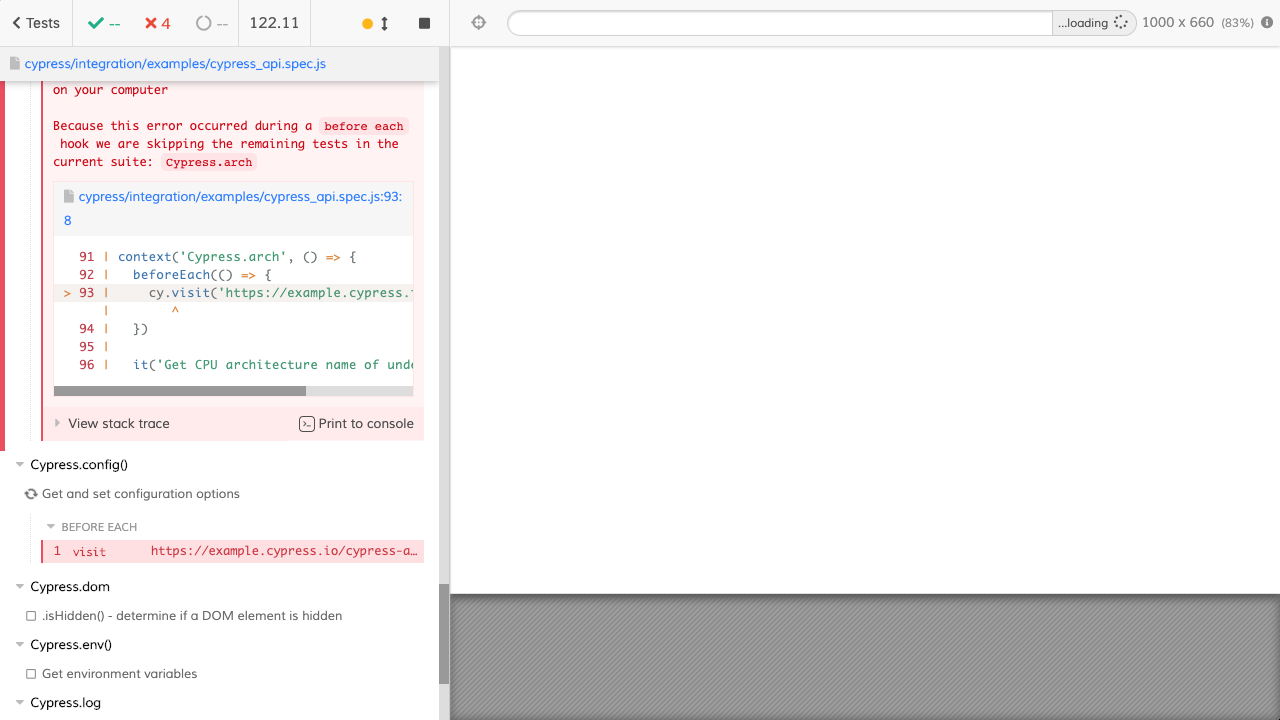 Tests
--
4
--
122.11
...loading
1000 x 660 (83%)
cypress/integration/examples/cypress_api.spec.js
on your computer
Because this error occurred during a before each
hook we are skipping the remaining tests in the
current suite: Cypress.arch
cypress/integration/examples/cypress_api.spec.js:93:
8
91 | context('Cypress.arch', () => {
92 | beforeEach(() => {
> 93 | cy.visit('https://example.cypress.
| ^
94 | })
95 |
96 | it('Get CPU architecture name of unde
View stack trace
Print to console
Cypress.config()
Get and set configuration options
BEFORE EACH
1 visit https://example.cypress.io/cypress-a…
Cypress.dom
.isHidden() - determine if a DOM element is hidden
Cypress.env()
Get environment variables
Cypress.log